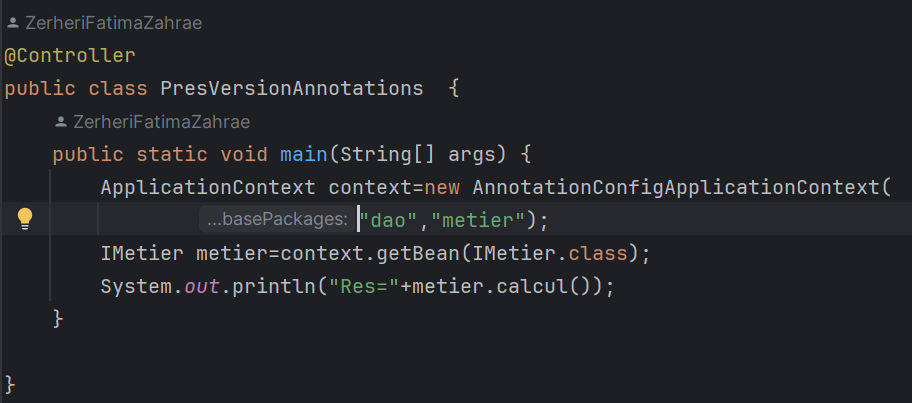 ZerheriFatimaZahrae
@Controller
public class PresVersionAnnotations  {
ZerheriFatimaZahrae
public static void main(String[] args) {
ApplicationContext context=new AnnotationConfigApplicationContext(
...basePackages: "dao","metier");
IMetier metier=context.getBean(IMetier.class);
System.out.println("Res="+metier.calcul());
}
}